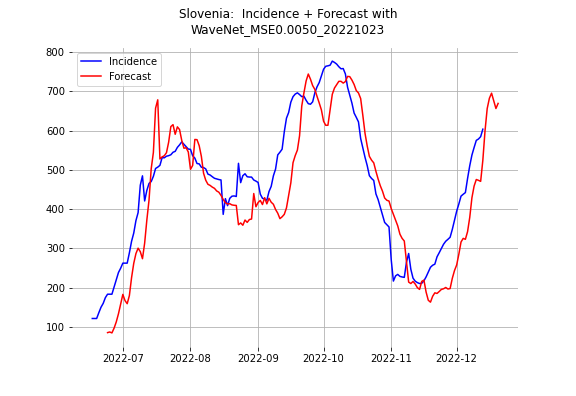 Slovenia:  Incidence + Forecast with
WaveNet_MSE0.0050_20221023
800
700
600
500
400
300
200
100
Incidence
Forecast
2022-07 2022-08 2022-09 2022-10 2022-11 2022-12